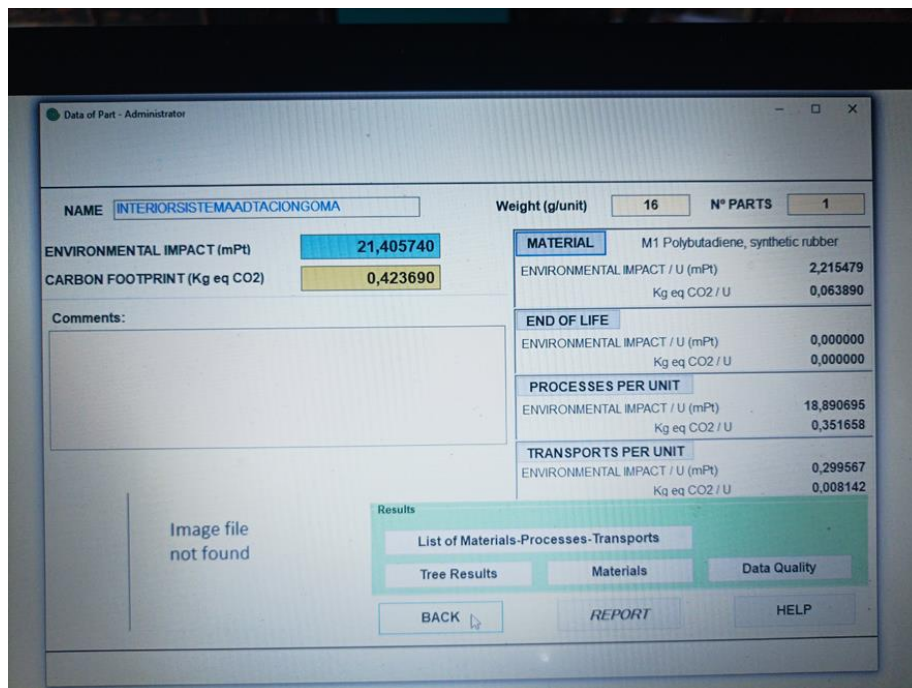 Data of Part - Administrator
NAME INTERIORSISTEMAADTACIONGOMA Weight (g/unit) 16 Nº PARTS 1
ENVIRONMENTAL IMPACT (mPt) 21,405740
CARBON FOOTPRINT (Kg eq CO2) 0,423690
Comments:
Image file
not found
MATERIAL M1 Polybutadiene, synthetic rubber
ENVIRONMENTAL IMPACT / U (mPt) 2,215479
Kg eq CO2 / U 0,063890
END OF LIFE
ENVIRONMENTAL IMPACT / U (mPt) 0,000000
Kg eq CO2 / U 0,000000
PROCESSES PER UNIT
ENVIRONMENTAL IMPACT / U (mPt) 18,890695
Kg eq CO2 / U 0,351658
TRANSPORTS PER UNIT
ENVIRONMENTAL IMPACT / U (mPt) 0,299567
Kg eq CO2 / U 0,008142
Results
List of Materials-Processes-Transports
Tree Results Materials Data Quality
BACK REPORT HELP